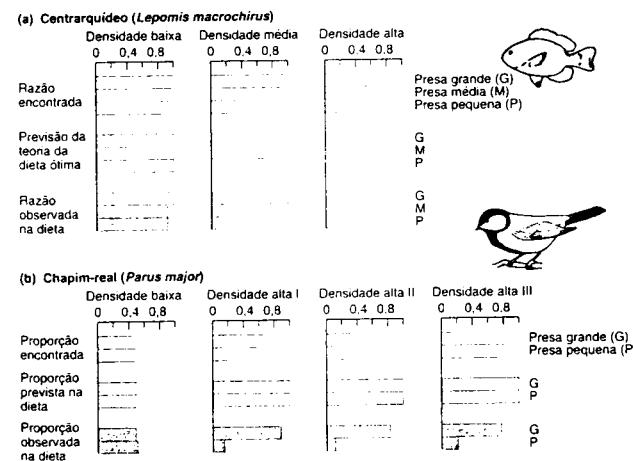 (a) Centrarquídeo (Lepomis macrochirus)
Densidade baixa Densidade média Densidade alta
0 0,4 0,8 0 0,4 0,8 0 0,4 0,8
Razão
encontrada
Presa grande (G)
Presa média (M)
Presa pequena (P)
Previsão da
teoria da
dieta ótima
G
M
P
Razão
observada
na dieta
G
M
P
(b) Chapim-real (Parus major)
Densidade baixa Densidade alta I Densidade alta II Densidade alta III
0 0,4 0,8 0 0,4 0,8 0 0,4 0,8 0 0,4 0,8
Proporção
encontrada
Presa grande (G)
Presa pequena (P
Proporção
prevista na
dieta
G
P
Proporção
observada
na dieta
G
P